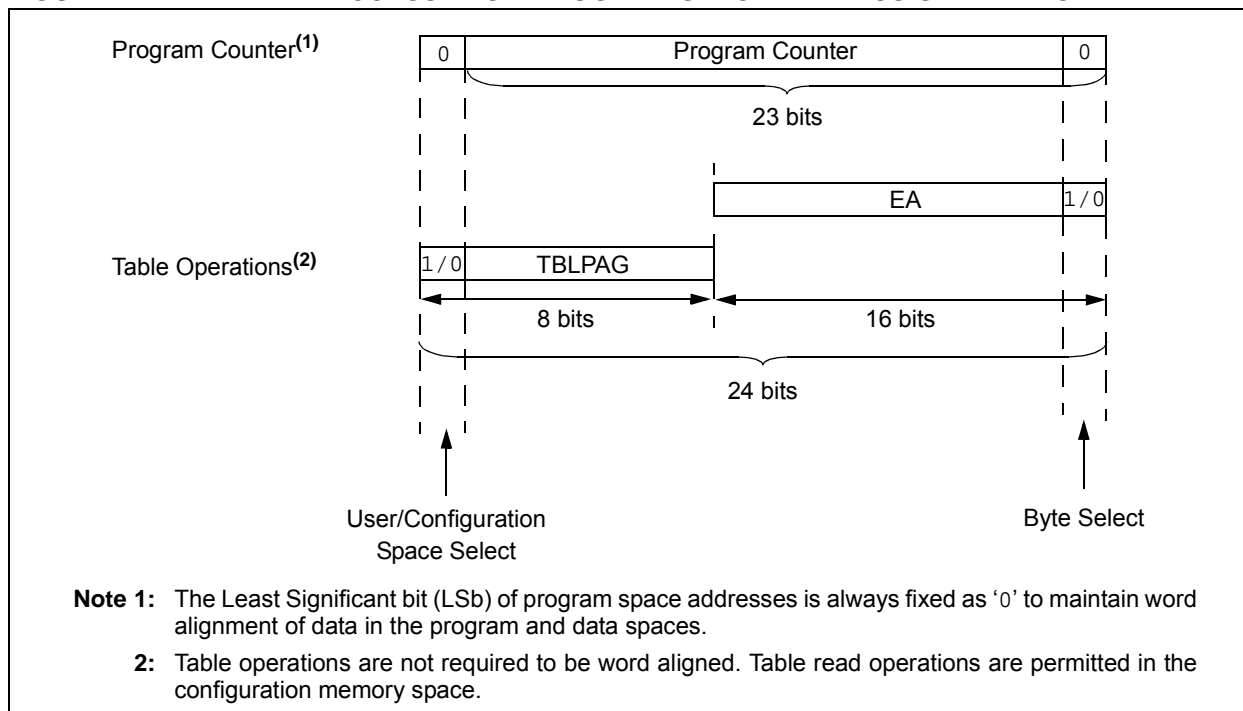 Program Counter(1)
0
Program Counter
0
23 bits
EA
1/0
Table Operations(2)
1/0
TBLPAG
8 bits
16 bits
24 bits
User/Configuration
Space Select
Byte Select
Note 1: The Least Significant bit (LSb) of program space addresses is always fixed as ‘0’ to maintain word
alignment of data in the program and data spaces.
2: Table operations are not required to be word aligned. Table read operations are permitted in the
configuration memory space.